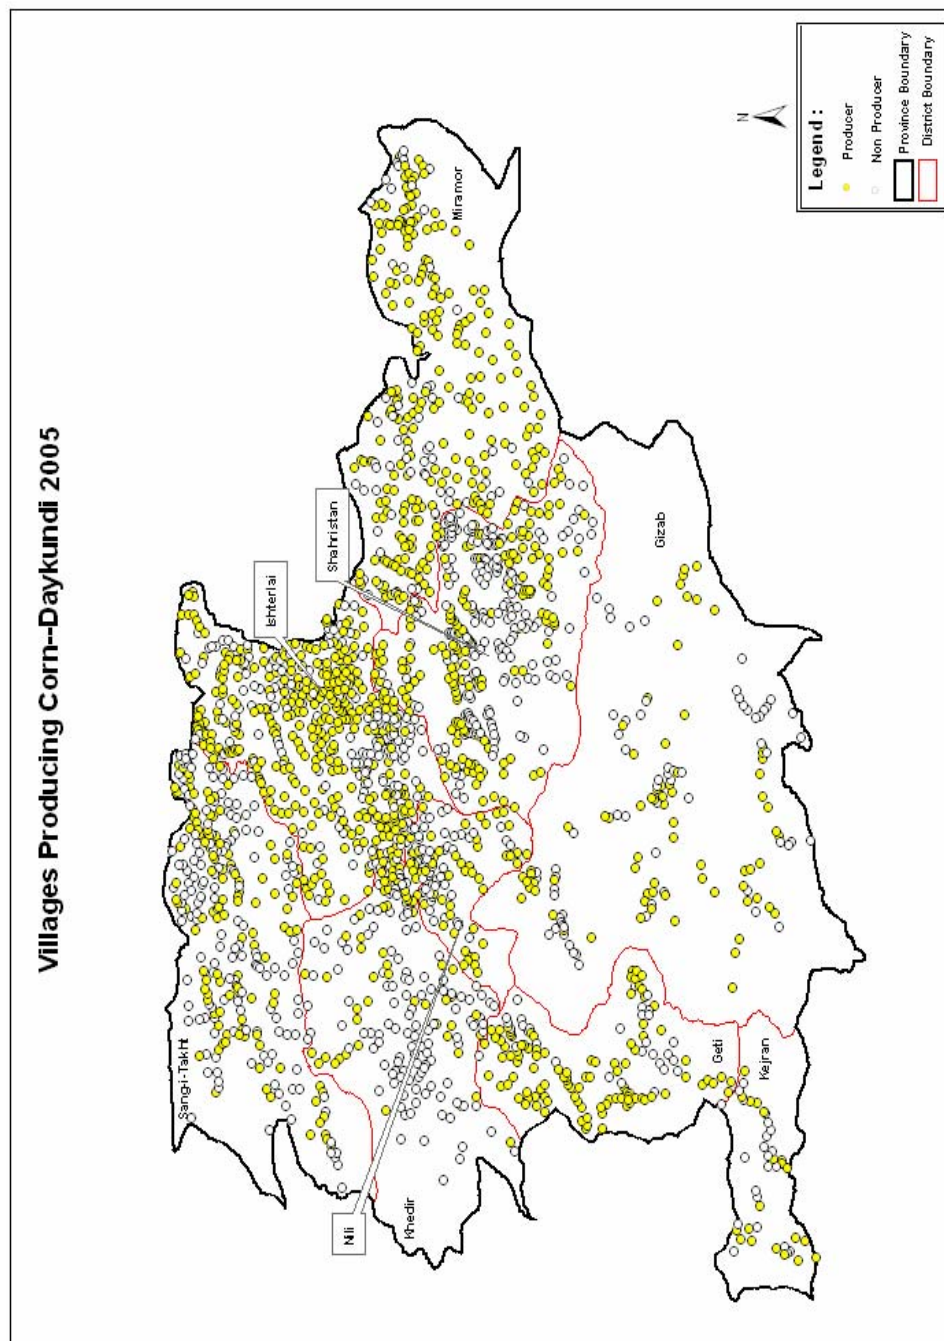 Villages Producing Corn--Daykundi 2005
Sang-i-Takht
Ishterlai
Shahristan
Miramor
Nili
Khedir
Gizab
Geti
Kejran
N
Legend :
Producer
Non Producer
Province Boundary
District Boundary